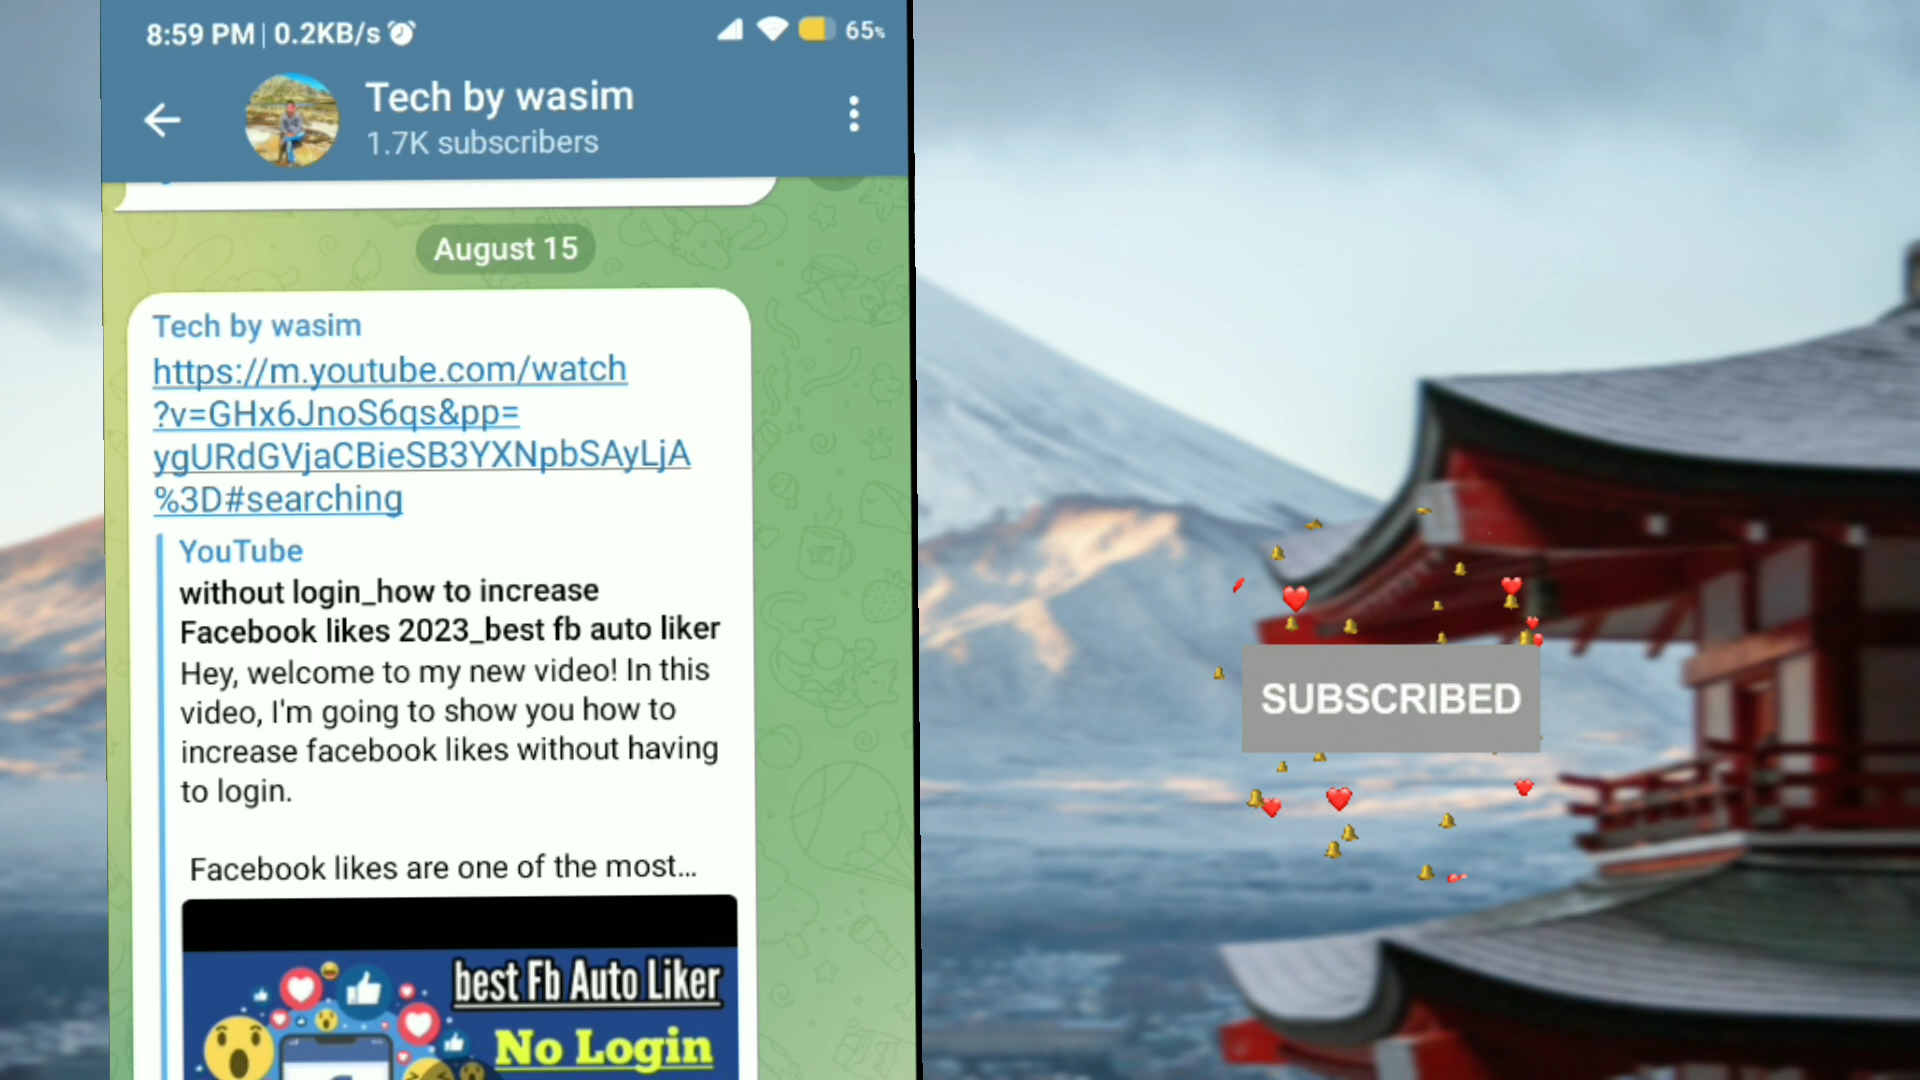 8:59 PM | 0.2KB/s
65%
Tech by wasim
1.7K subscribers
August 15
Tech by wasim
https://m.youtube.com/watch
?v=GHx6JnoS6qs&pp=
ygURdGVjaCBieSB3YXNpbSAyLjA
%3D#searching
YouTube
without login_how to increase
Facebook likes 2023_best fb auto liker
Hey, welcome to my new video! In this
video, I'm going to show you how to
increase facebook likes without having
to login.
Facebook likes are one of the most...
best Fb Auto Liker
No Login
SUBSCRIBED